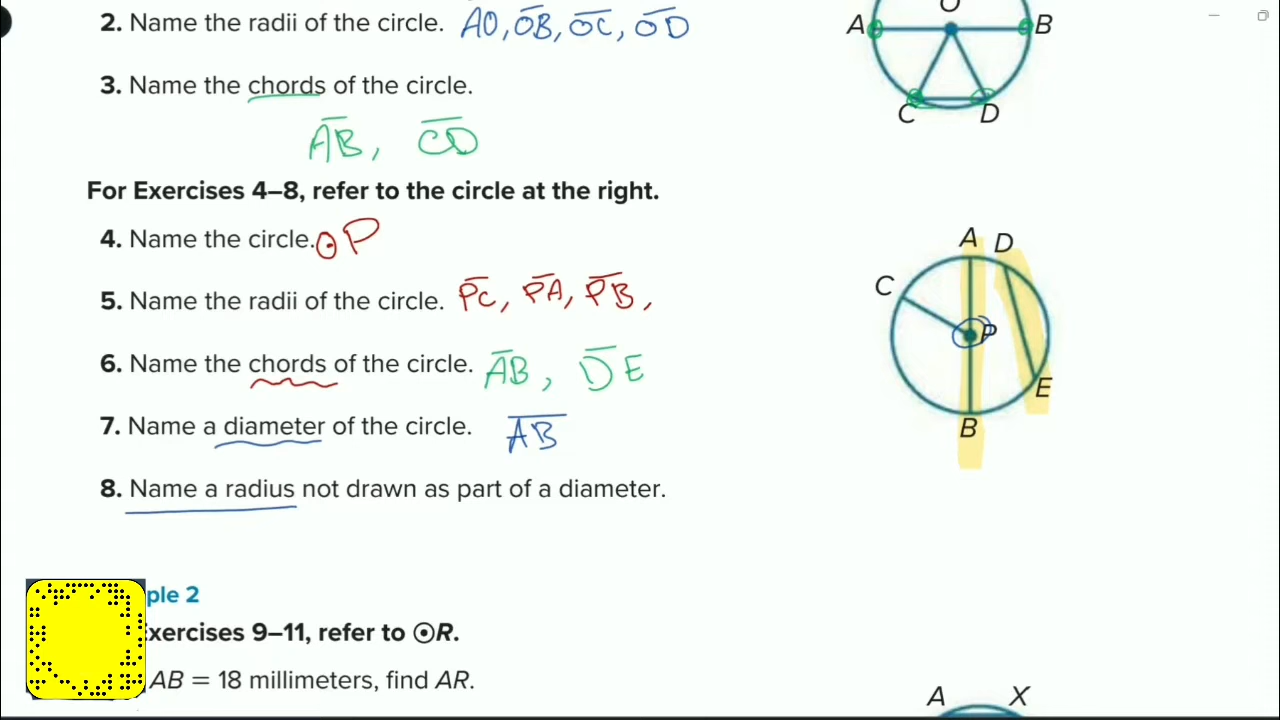 2. Name the radii of the circle. AO, OB, OC, OD
O
A B
3. Name the chords of the circle.
C D
AB, CD
For Exercises 4–8, refer to the circle at the right.
4. Name the circle. ⊙P
A D
5. Name the radii of the circle. PC, PA, PB,
C
P
6. Name the chords of the circle. AB, DE
E
7. Name a diameter of the circle. AB
B
8. Name a radius not drawn as part of a diameter.
ple 2
xercises 9–11, refer to ⊙R.
AB = 18 millimeters, find AR.
A X